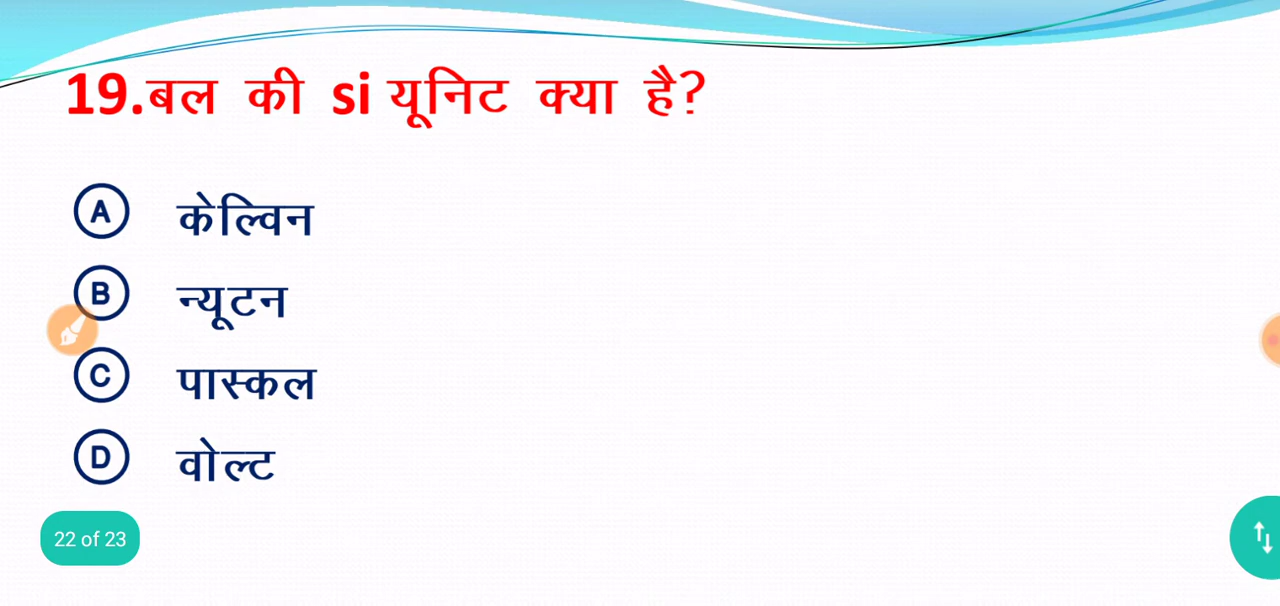 19.बल की si यूनिट क्या है?
A केल्विन
B न्यूटन
C पास्कल
D वोल्ट
22 of 23